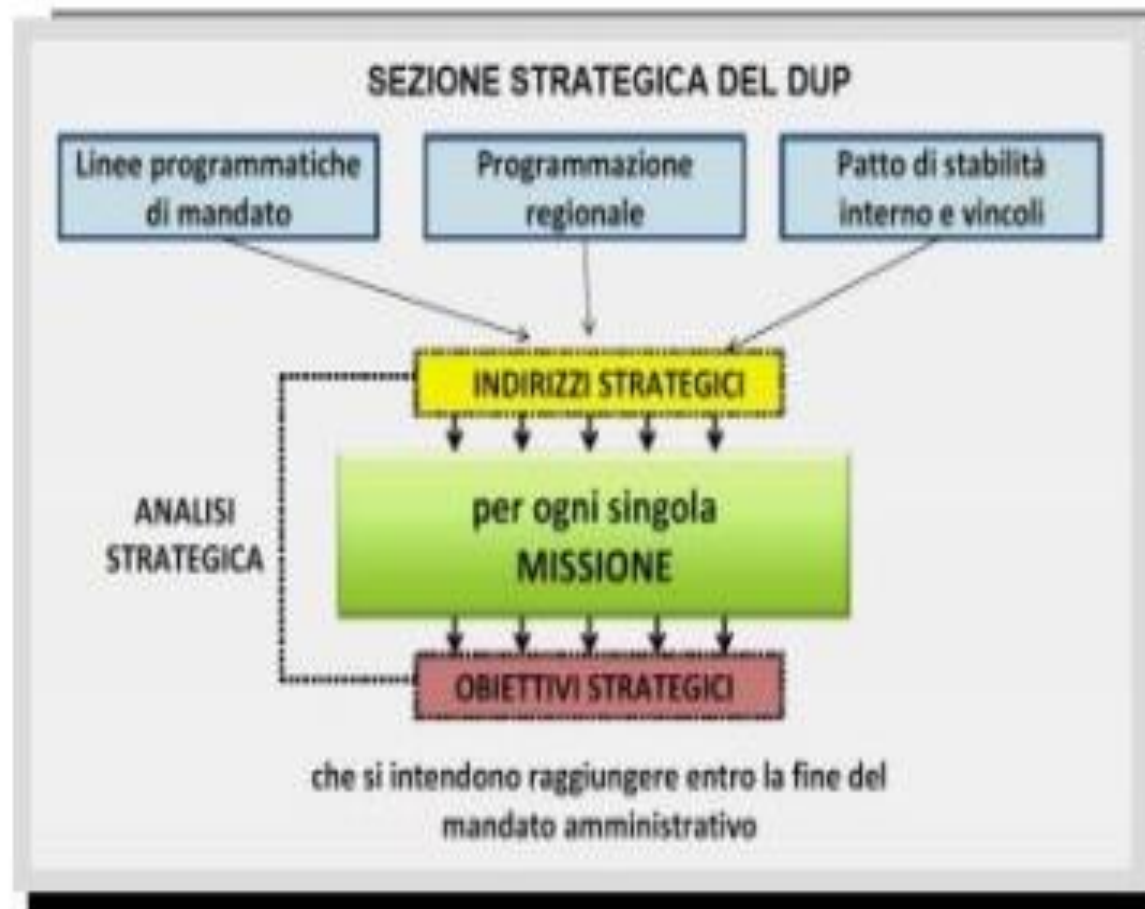 SEZIONE STRATEGICA DEL DUP
Linee programmatiche
di mandato
Programmazione
regionale
Patto di stabilità
interno e vincoli
INDIRIZZI STRATEGICI
ANALISI
STRATEGICA
per ogni singola
MISSIONE
OBIETTIVI STRATEGICI
che si intendono raggiungere entro la fine del
mandato amministrativo